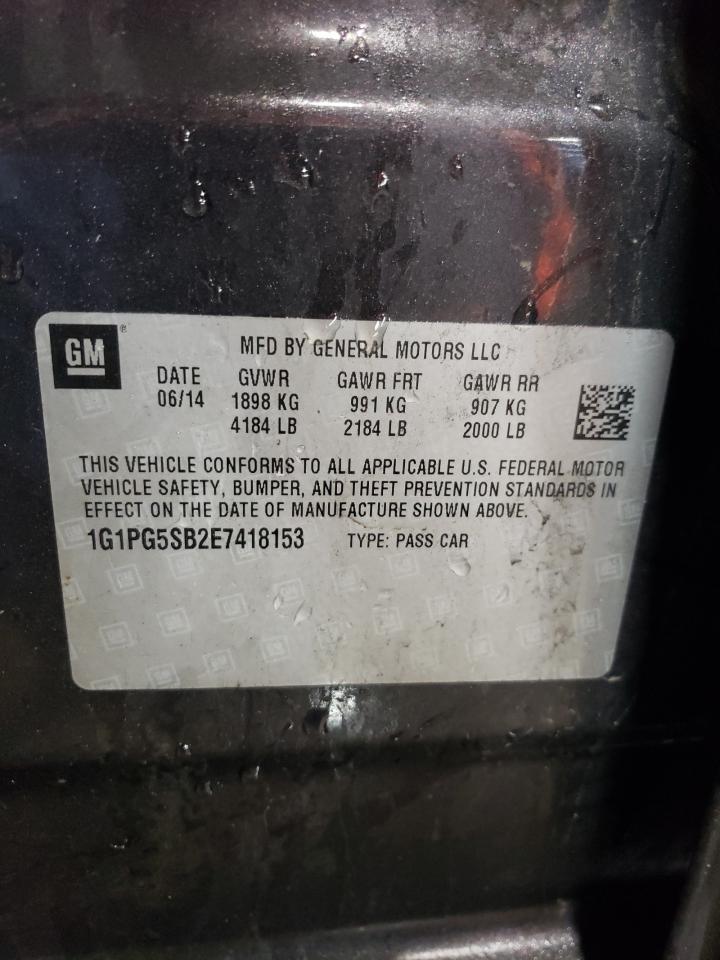 GM ®
MFD BY GENERAL MOTORS LLC
DATE GVWR GAWR FRT GAWR RR
06/14 1898 KG 991 KG 907 KG
4184 LB 2184 LB 2000 LB
THIS VEHICLE CONFORMS TO ALL APPLICABLE U.S. FEDERAL MOTOR
VEHICLE SAFETY, BUMPER, AND THEFT PREVENTION STANDARDS IN
EFFECT ON THE DATE OF MANUFACTURE SHOWN ABOVE.
1G1PG5SB2E7418153 TYPE: PASS CAR